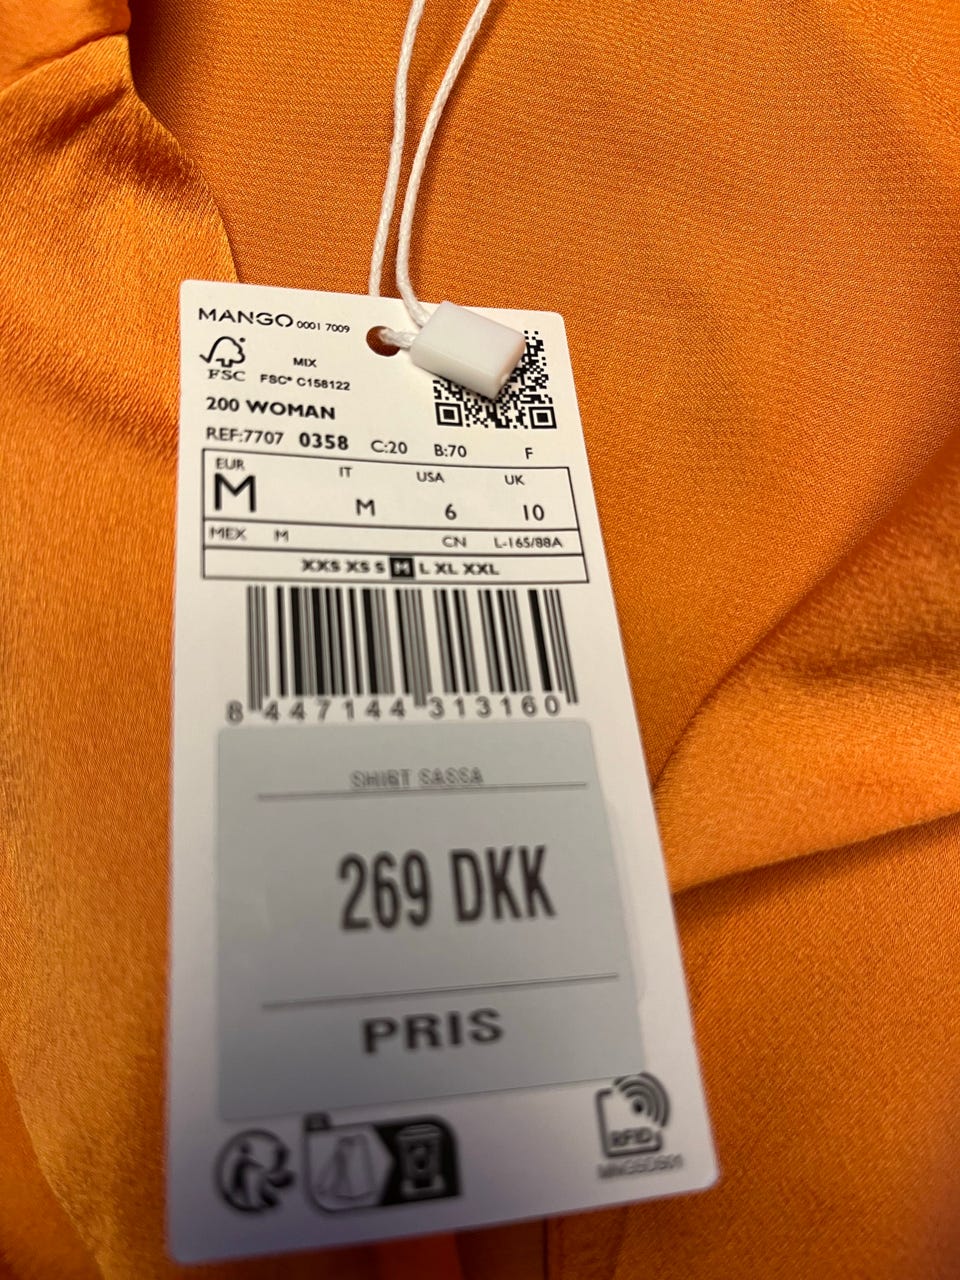 MANGO 0001 7009
FSC
MIX
FSC® C158122
200 WOMAN
REF:7707 0358 C:20 B:70 F
EUR IT USA UK
M M 6 10
MEX M CN L-165/88A
XXS XS S M L XL XXL
8 447144 313160
SHIRT SASSA
269 DKK
PRIS
RFID